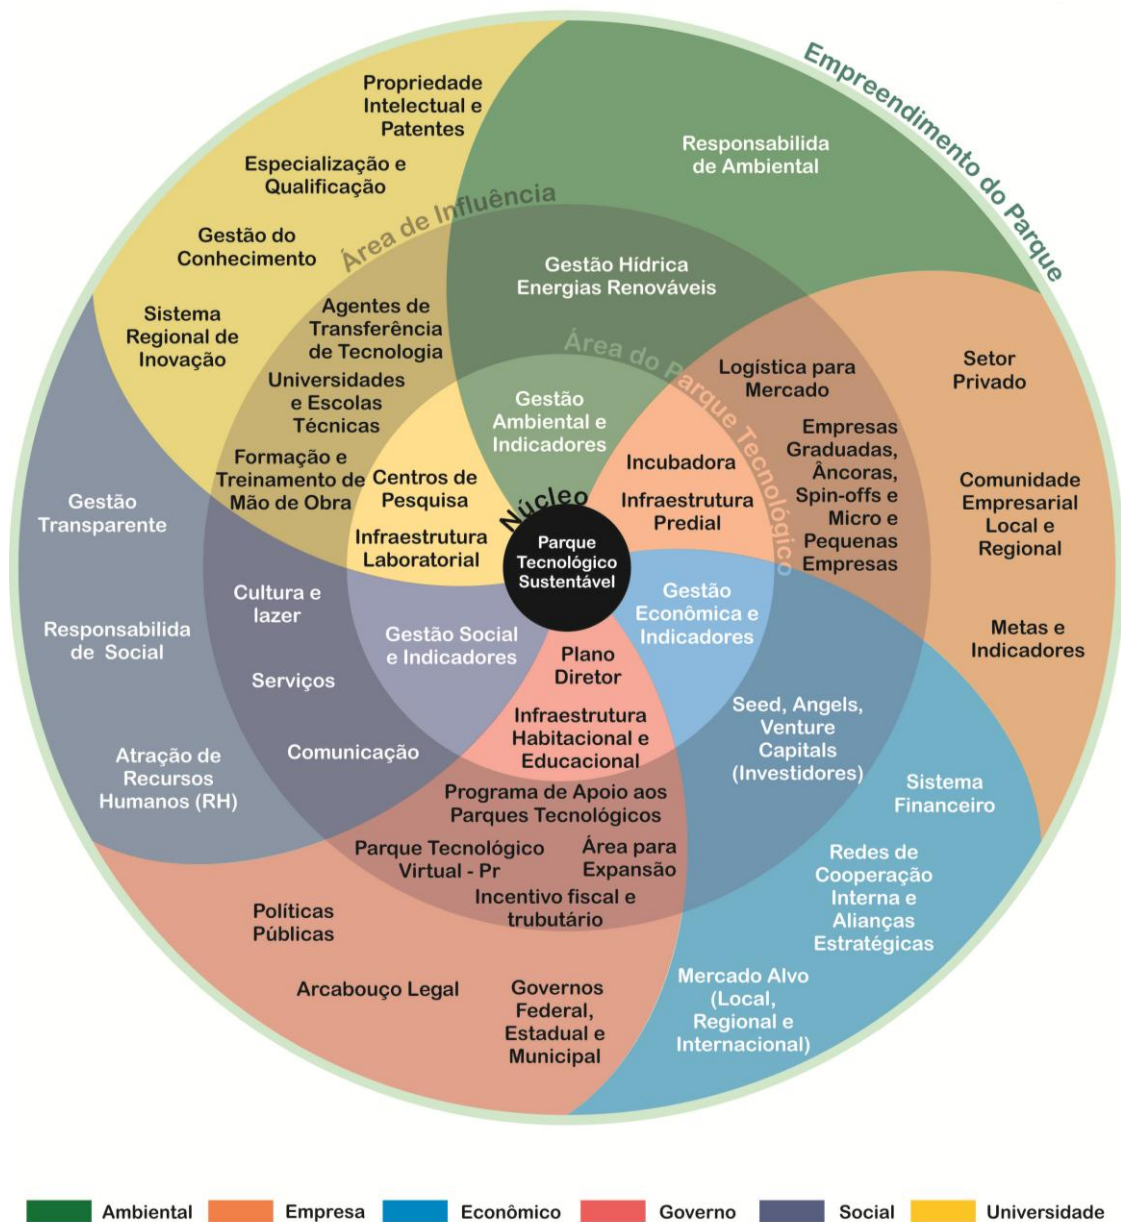 Empreendimento do Parque
Propriedade
Intelectual e
Patentes
Especialização e
Qualificação
Gestão do
Conhecimento
Sistema
Regional de
Inovação
Área de Influência
Agentes de
Transferência
de Tecnologia
Universidades
e Escolas
Técnicas
Formação e
Treinamento de
Mão de Obra
Centros de
Pesquisa
Infraestrutura
Laboratorial
Responsabilida
de Ambiental
Gestão Hídrica
Energias Renováveis
Área do Parque Tecnológico
Gestão
Ambiental e
Indicadores
Logística para
Mercado
Setor
Privado
Empresas
Graduadas,
Âncoras,
Spin-offs e
Micro e
Pequenas
Empresas
Comunidade
Empresarial
Local e
Regional
Metas e
Indicadores
Incubadora
Infraestrutura
Predial
Núcleo
Parque
Tecnológico
Sustentável
Gestão
Econômica e
Indicadores
Seed, Angels,
Venture
Capitals
(Investidores)
Sistema
Financeiro
Redes de
Cooperação
Interna e
Alianças
Estratégicas
Mercado Alvo
(Local,
Regional e
Internacional)
Gestão
Transparente
Responsabilida
de Social
Atração de
Recursos
Humanos (RH)
Cultura e
lazer
Serviços
Comunicação
Gestão Social
e Indicadores
Plano
Diretor
Infraestrutura
Habitacional e
Educacional
Programa de Apoio aos
Parques Tecnológicos
Parque Tecnológico
Virtual - Pr
Área para
Expansão
Incentivo fiscal e
trubutário
Políticas
Públicas
Arcabouço Legal
Governos
Federal,
Estadual e
Municipal
Ambiental
Empresa
Econômico
Governo
Social
Universidade